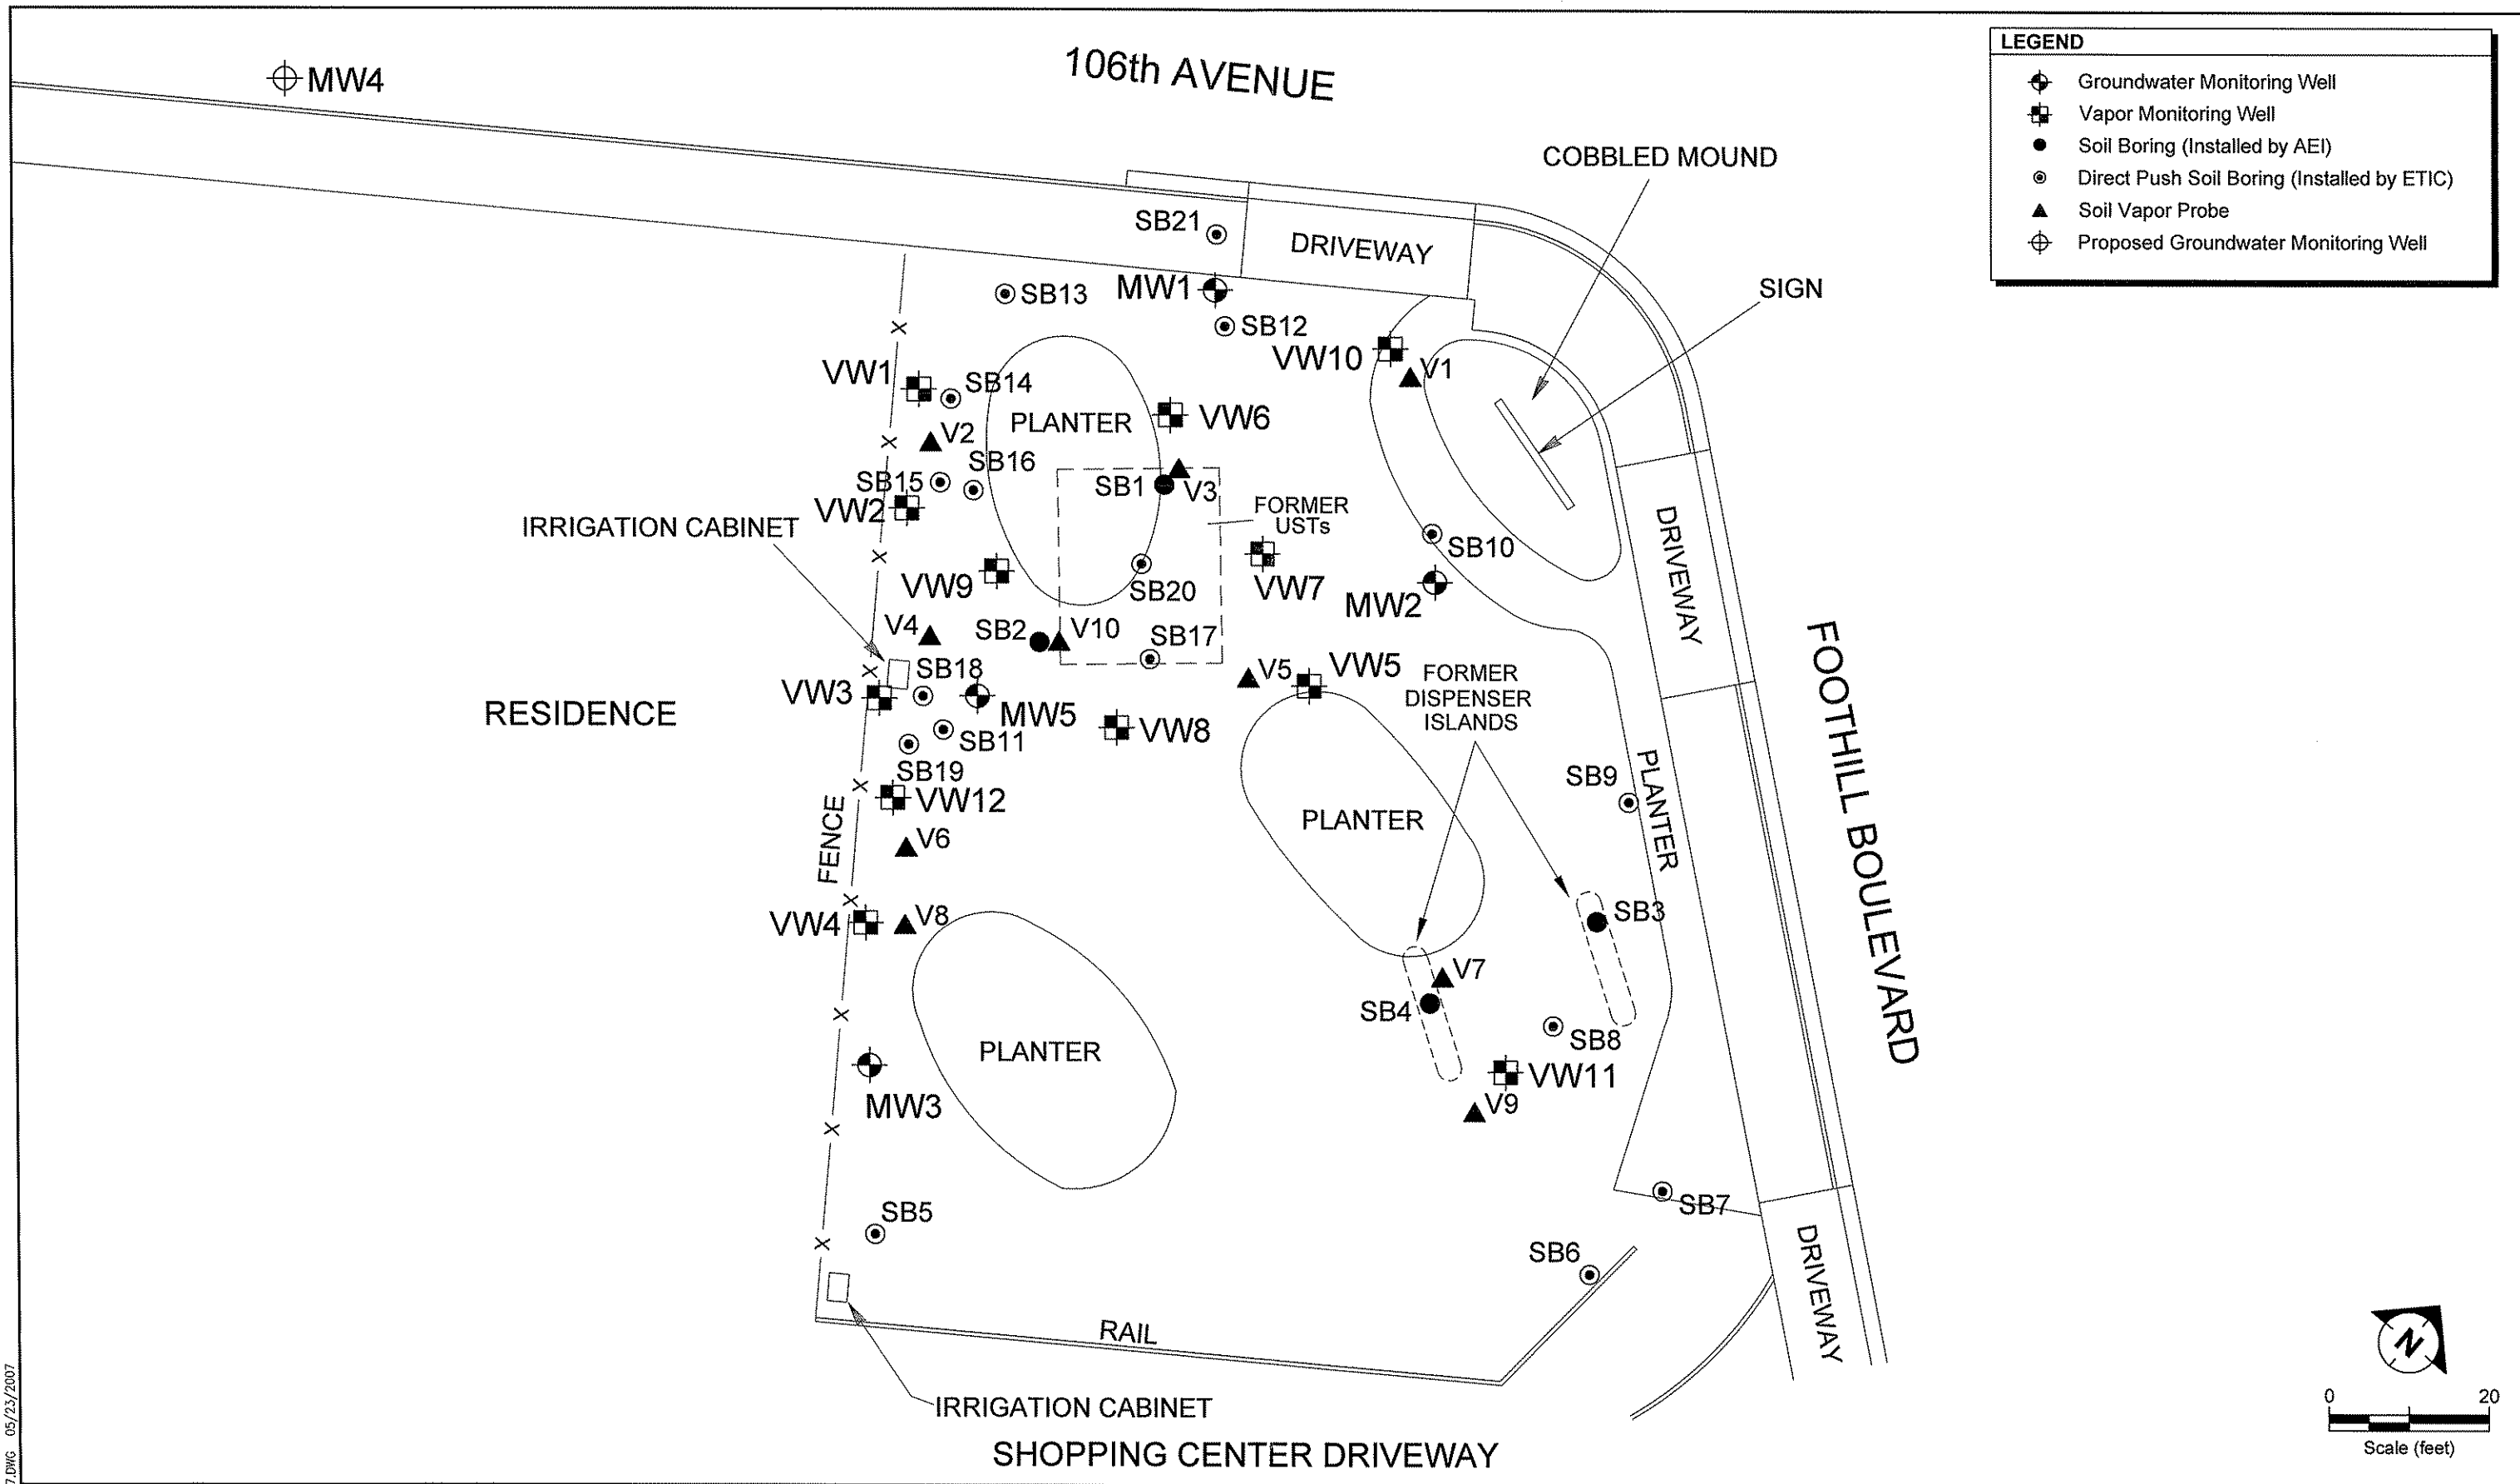 106th AVENUE
MW4
LEGEND
Groundwater Monitoring Well
Vapor Monitoring Well
Soil Boring (Installed by AEI)
Direct Push Soil Boring (Installed by ETIC)
Soil Vapor Probe
Proposed Groundwater Monitoring Well
COBBLED MOUND
SIGN
SB21
DRIVEWAY
MW1
SB13
SB12
VW10
V1
VW1
SB14
PLANTER
VW6
V2
SB16
SB15
SB1
V3
VW2
FORMER
USTs
IRRIGATION CABINET
SB10
DRIVEWAY
VW9
SB20
VW7
MW2
V4
SB2
V10
SB17
SB18
V5
VW5
FORMER
DISPENSER
ISLANDS
VW3
RESIDENCE
MW5
VW8
SB11
SB19
VW12
FOOTHILL BOULEVARD
SB9
PLANTER
PLANTER
FENCE
V6
VW4
V8
SB3
V7
SB4
SB8
PLANTER
VW11
MW3
V9
SB5
SB7
SB6
DRIVEWAY
RAIL
IRRIGATION CABINET
SHOPPING CENTER DRIVEWAY
N
0 20
Scale (feet)
7.DWG 05/23/2007
X
X
X
X
X
X
X
X
X